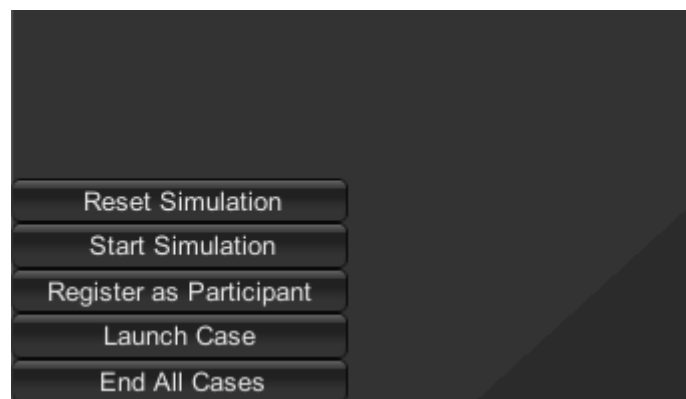 Reset Simulation
Start Simulation
Register as Participant
Launch Case
End All Cases